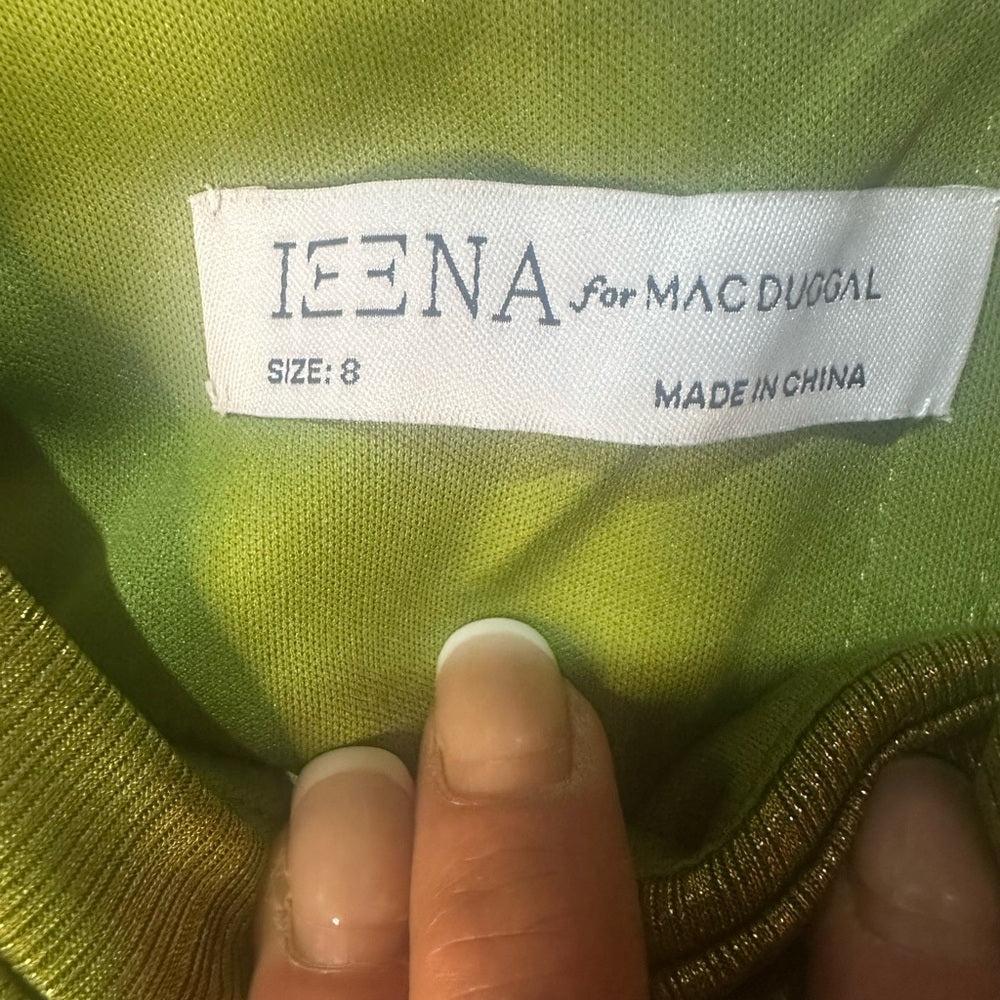 IEENA for MAC DUGGAL
SIZE: 8
MADE IN CHINA